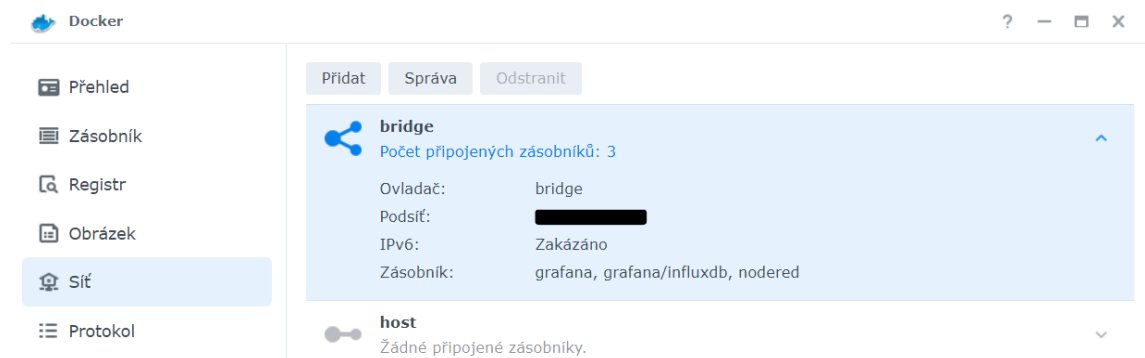 Docker
Přehled
Zásobník
Registr
Obrázek
Síť
Protokol
Přidat Správa Odstranit
bridge
Počet připojených zásobníků: 3
Ovladač: bridge
Podsíť:
IPv6: Zakázáno
Zásobník: grafana, grafana/influxdb, nodered
host
Žádné připojené zásobníky.